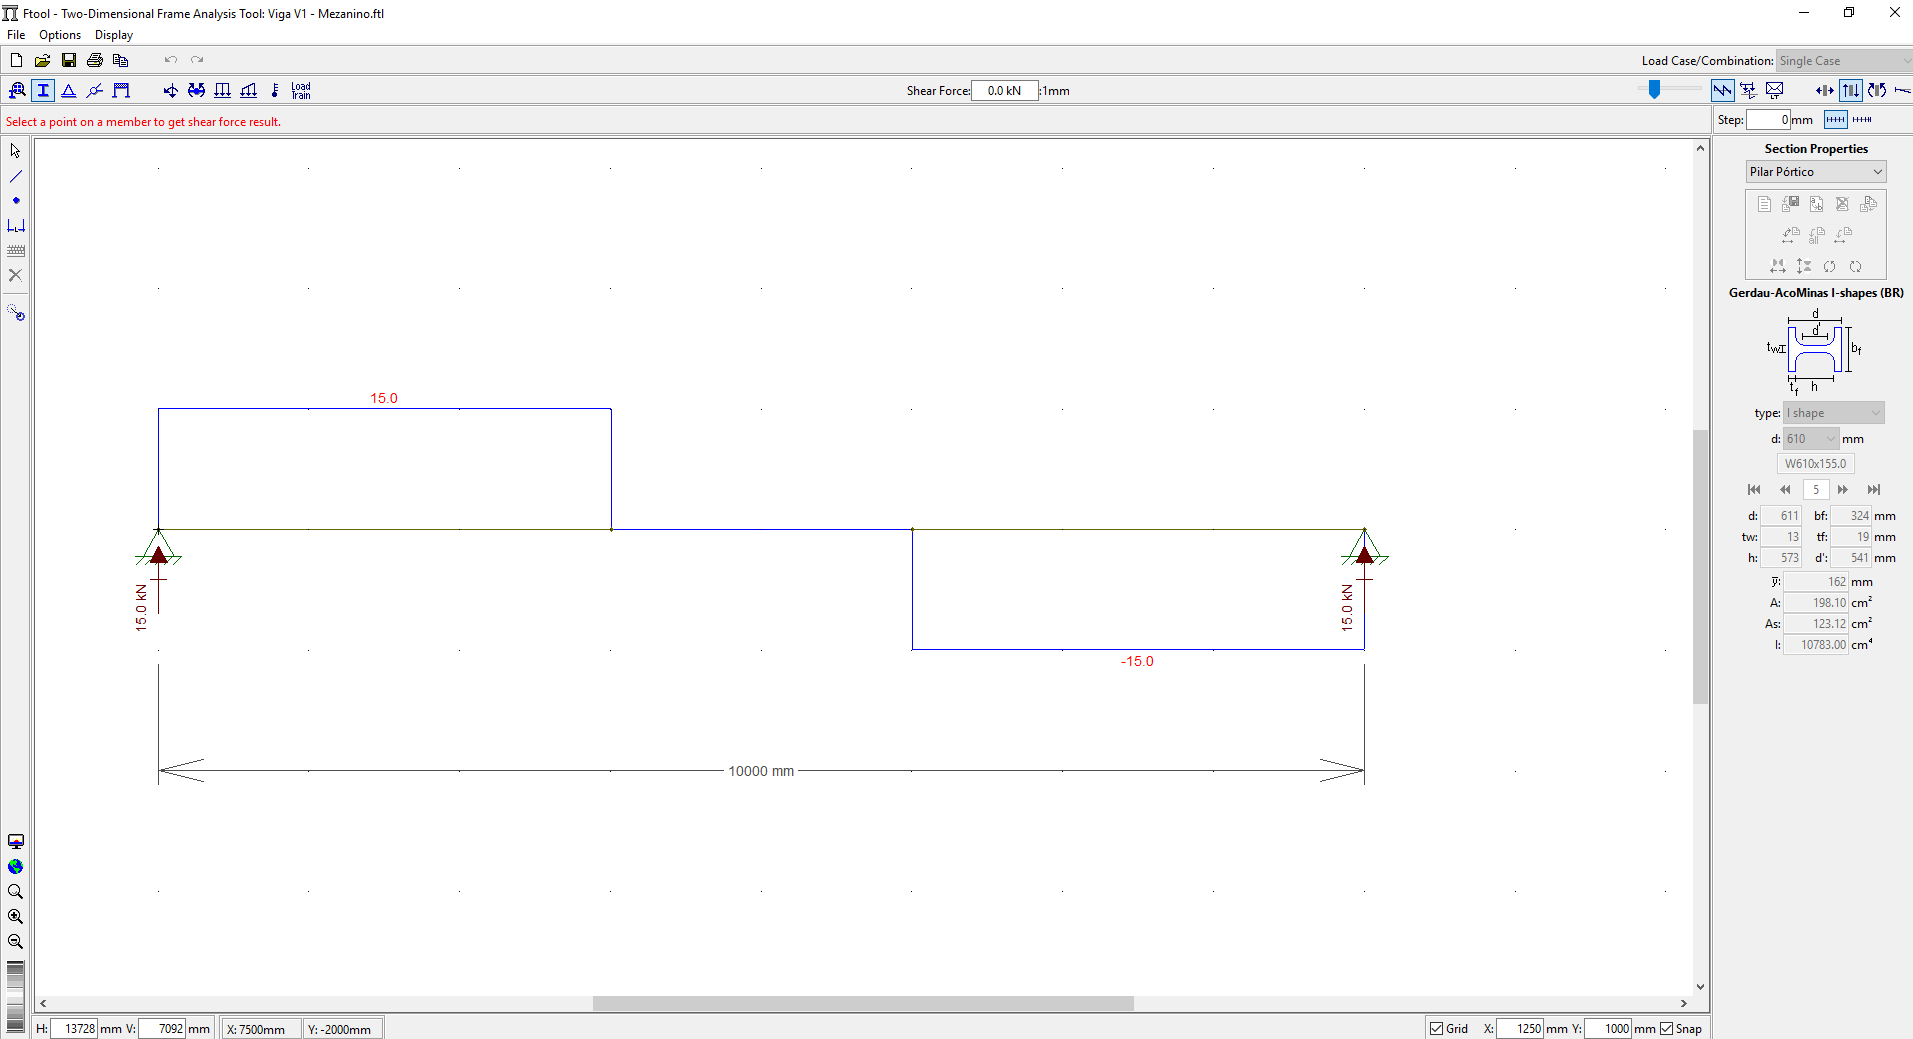 Ftool - Two-Dimensional Frame Analysis Tool: Viga V1 - Mezanino.ftl
File Options Display
Load Case/Combination: Single Case
Load Train
Shear Force: 0.0 kN :1mm
Select a point on a member to get shear force result.
Step: 0 mm
Section Properties
Pilar Pórtico
Gerdau-AcoMinas I-shapes (BR)
d
d'
tw
bf
tf h
type: I shape
d: 610 mm
W610x155.0
5
d: 611 bf: 324 mm
tw: 13 tf: 19 mm
h: 573 d': 541 mm
y̅: 162 mm
A: 198.10 cm²
As: 123.12 cm²
I: 10783.00 cm⁴
15.0
15.0 kN
15.0 kN
-15.0
10000 mm
H: 13728 mm V: 7092 mm X: 7500mm Y: -2000mm
Grid X: 1250 mm Y: 1000 mm Snap